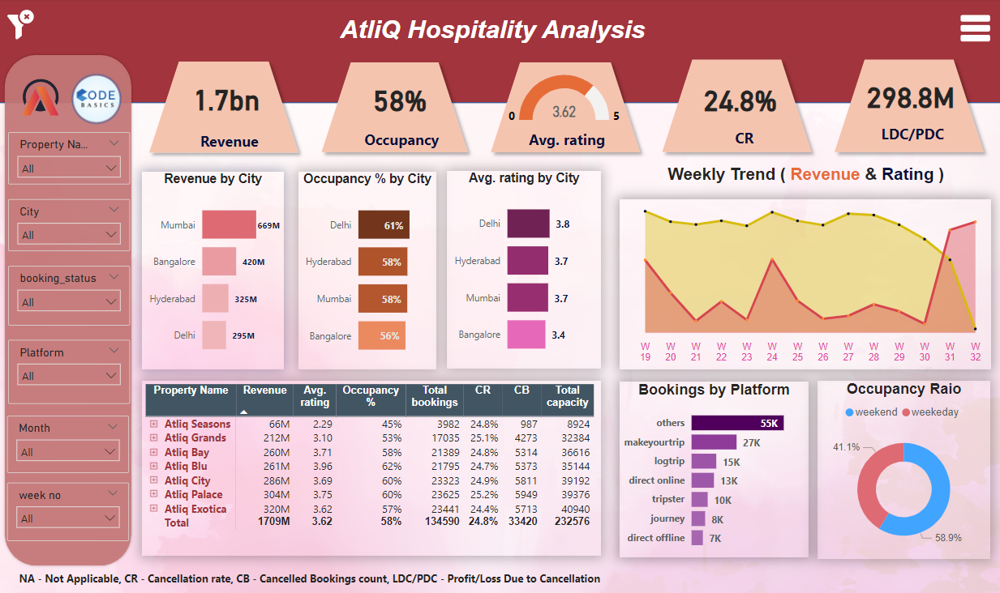 AtliQ Hospitality Analysis
CODE
BASICS
1.7bn
Revenue
58%
Occupancy
0
3.62
5
Avg. rating
24.8%
CR
298.8M
LDC/PDC
Property Na...
All
City
All
booking_status
All
Platform
All
Month
All
week no
All
Revenue by City
Mumbai 669M
Bangalore 420M
Hyderabad 325M
Delhi 295M
Occupancy % by City
Delhi 61%
Hyderabad 58%
Mumbai 58%
Bangalore 56%
Avg. rating by City
Delhi 3.8
Hyderabad 3.7
Mumbai 3.7
Bangalore 3.4
Weekly Trend ( Revenue & Rating )
W W W W W W W W W W W W W W
19 20 21 22 23 24 25 26 27 28 29 30 31 32
Property Name Revenue Avg. Occupancy Total CR CB Total
rating % bookings capacity
Atliq Seasons 66M 2.29 45% 3982 24.8% 987 8924
Atliq Grands 212M 3.10 53% 17035 25.1% 4273 32384
Atliq Bay 260M 3.71 58% 21389 24.8% 5314 36616
Atliq Blu 261M 3.96 62% 21795 24.7% 5373 35144
Atliq City 286M 3.69 60% 23323 24.9% 5811 39192
Atliq Palace 304M 3.75 60% 23625 25.2% 5949 39376
Atliq Exotica 320M 3.62 57% 23441 24.4% 5713 40940
Total 1709M 3.62 58% 134590 24.8% 33420 232576
Bookings by Platform
others 55K
makeyourtrip 27K
logtrip 15K
direct online 13K
tripster 10K
journey 8K
direct offline 7K
Occupancy Raio
weekend weekeday
41.1%
58.9%
NA - Not Applicable, CR - Cancellation rate, CB - Cancelled Bookings count, LDC/PDC - Profit/Loss Due to Cancellation